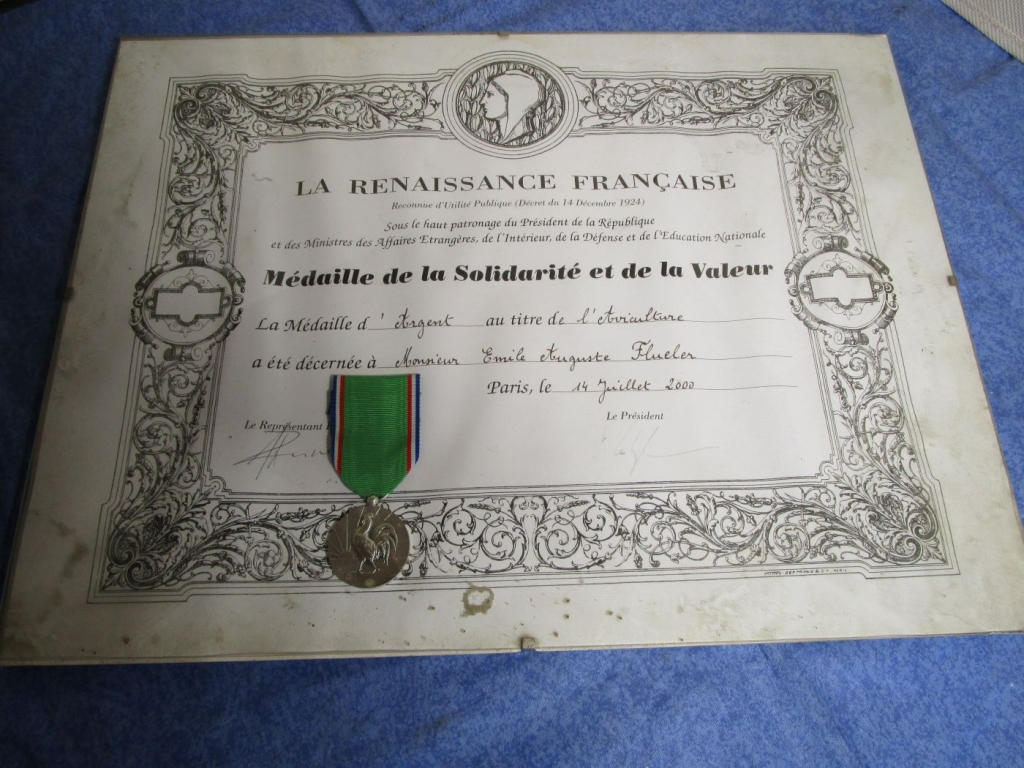 LA RENAISSANCE FRANÇAISE
Reconnue d'Utilité Publique (Décret du 14 Décembre 1924)
Sous le haut patronage du Président de la République
et des Ministres des Affaires Etrangères, de l'Intérieur, de la Défense et de l'Education Nationale
Médaille de la Solidarité et de la Valeur
La Médaille d'Argent au titre de l'Aviculture
a été décernée à Monsieur Emile Auguste Flueler
Paris, le 14 Juillet 2000
Le Représentant
Le Président